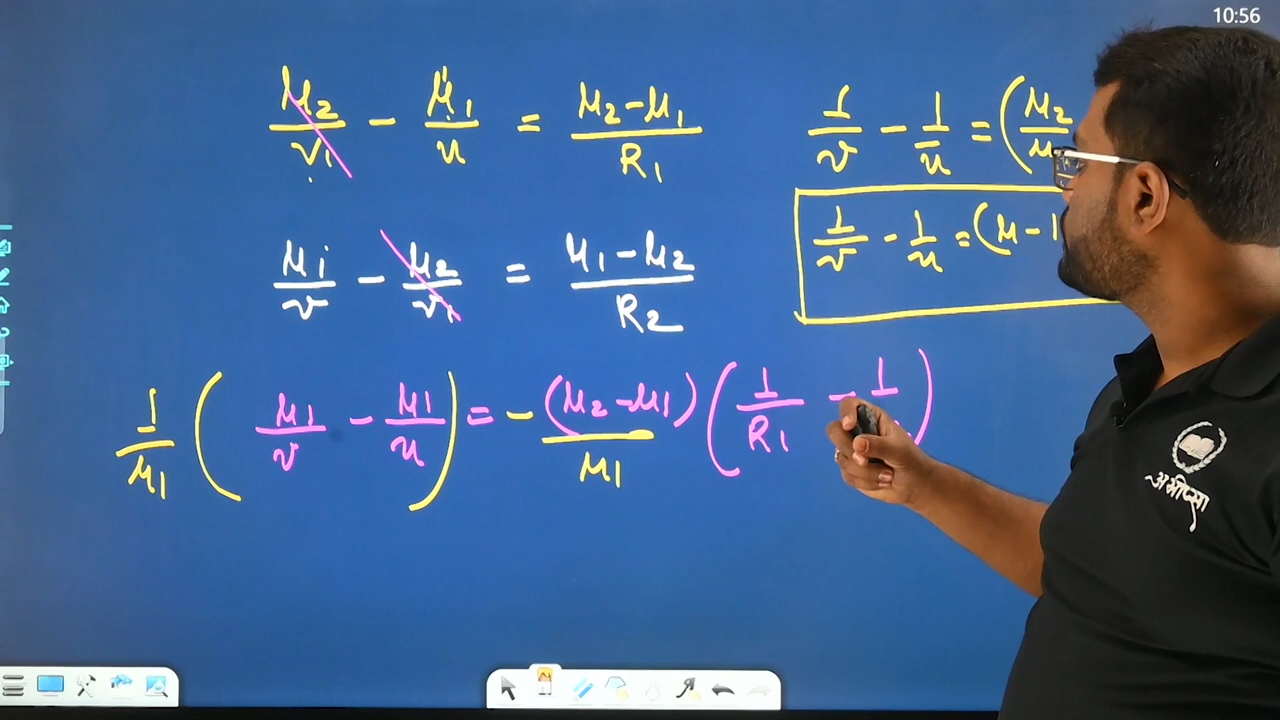 10:56
μ2/v1 - μ1/u = μ2-μ1/R1
1/v - 1/u = (μ2/μ
μ1/v - μ2/v1 = μ1-μ2/R2
1/v - 1/u = (μ-1
1/μ1 ( μ1/v - μ1/u ) = - (μ2-μ1)/μ1 ( 1/R1 - 1/ )
अभीप्सा